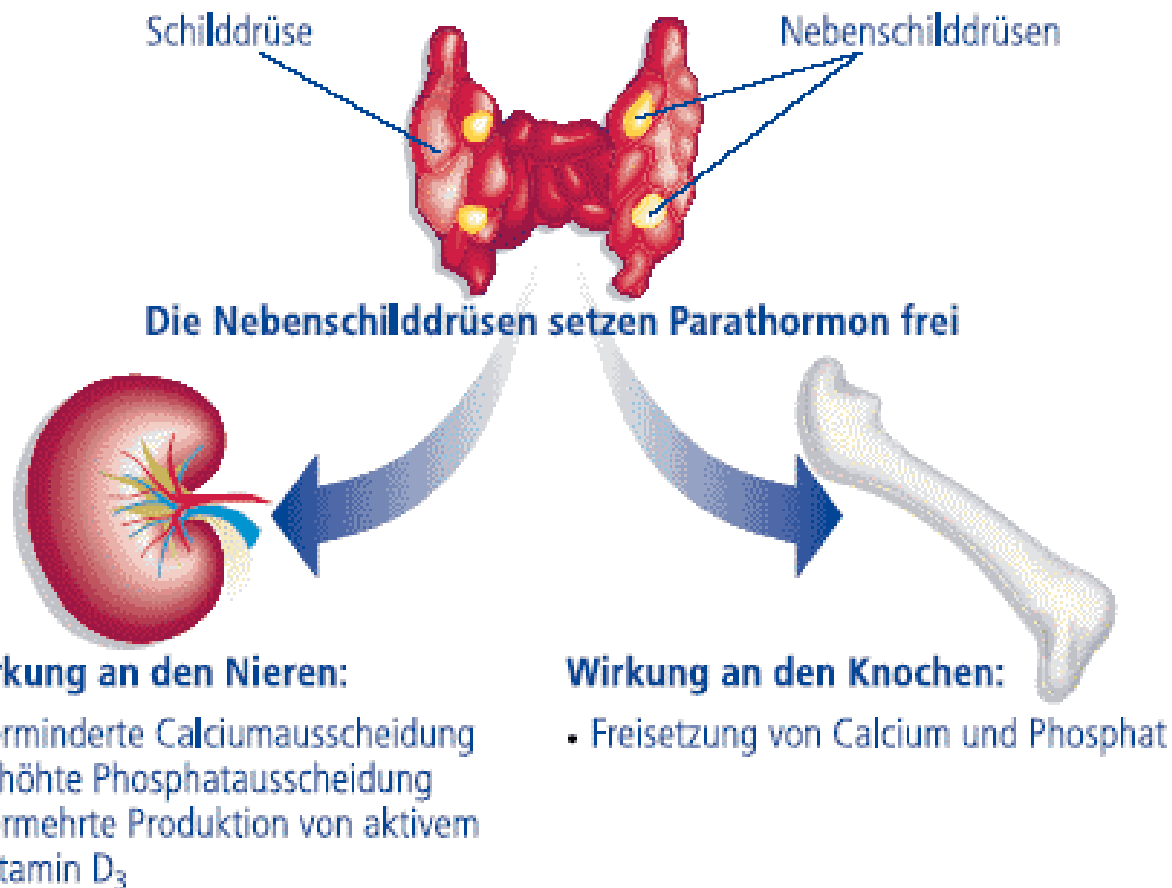 Schilddrüse
Nebenschilddrüsen
Die Nebenschilddrüsen setzen Parathormon frei
rkung an den Nieren:
rminderte Calciumausscheidung
höhte Phosphatausscheidung
rmehrte Produktion von aktivem
tamin D₃
Wirkung an den Knochen:
• Freisetzung von Calcium und Phosphat